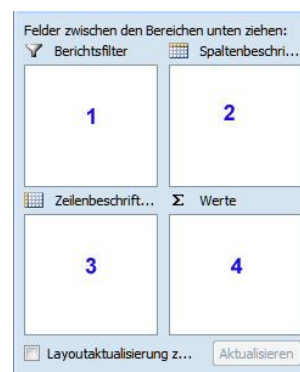 Felder zwischen den Bereichen unten ziehen:
Berichtsfilter Spaltenbeschri...
1 2
Zeilenbeschrift... Σ Werte
3 4
Layoutaktualisierung z... Aktualisieren